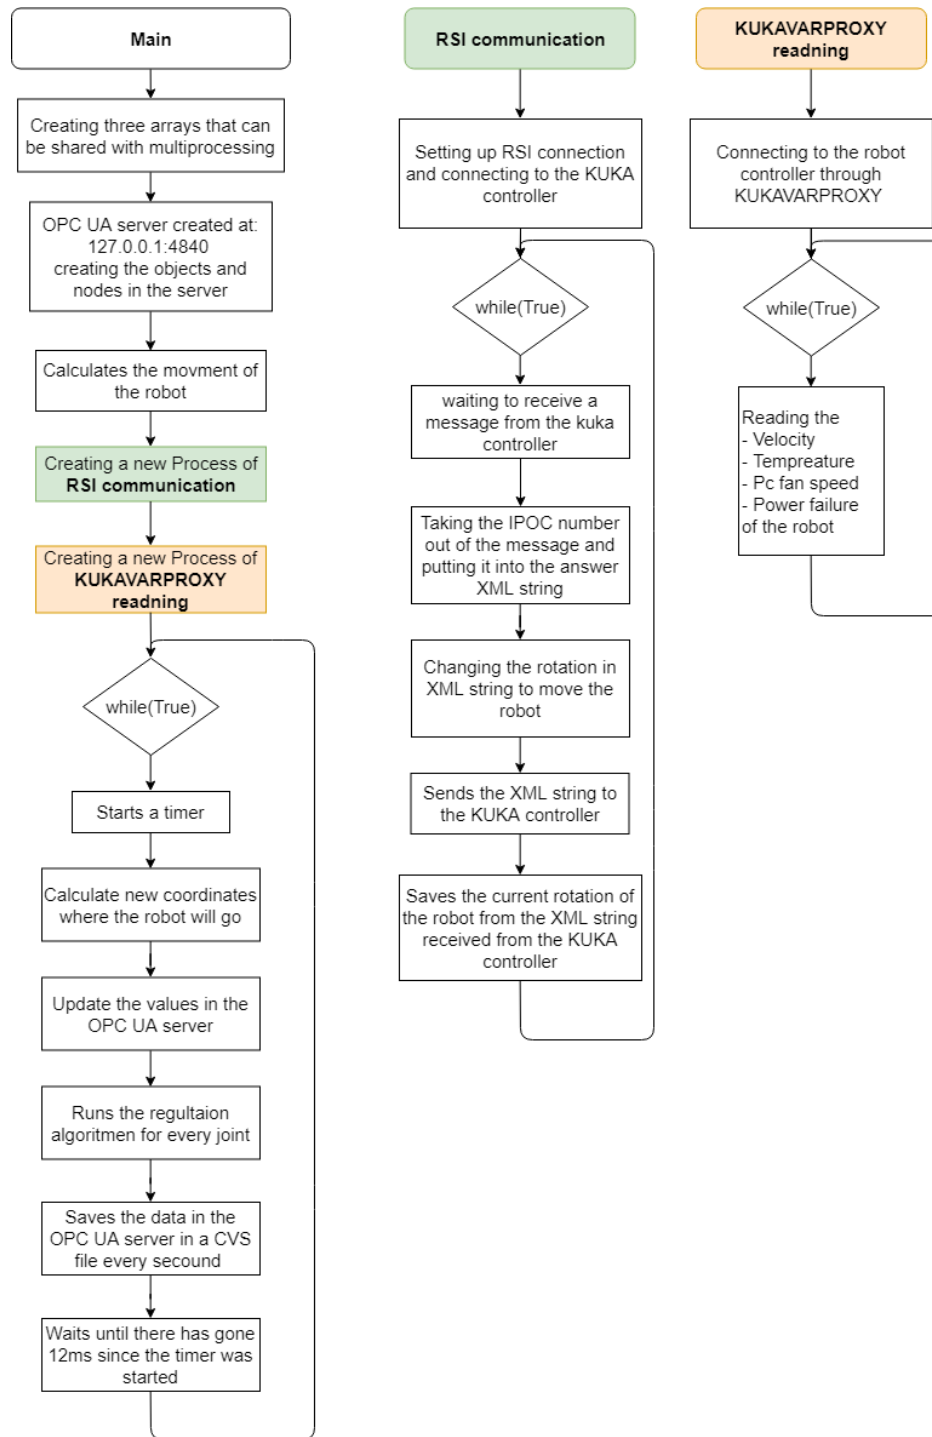 Main
Creating three arrays that can
be shared with multiprocessing
OPC UA server created at:
127.0.0.1:4840
creating the objects and
nodes in the server
Calculates the movment of
the robot
Creating a new Process of
RSI communication
Creating a new Process of
KUKAVARPROXY
readning
while(True)
Starts a timer
Calculate new coordinates
where the robot will go
Update the values in the
OPC UA server
Runs the regultaion
algoritmen for every joint
Saves the data in the
OPC UA server in a CVS
file every secound
Waits until there has gone
12ms since the timer was
started
RSI communication
Setting up RSI connection
and connecting to the KUKA
controller
while(True)
waiting to receive a
message from the kuka
controller
Taking the IPOC number
out of the message and
putting it into the answer
XML string
Changing the rotation in
XML string to move the
robot
Sends the XML string to
the KUKA controller
Saves the current rotation of
the robot from the XML string
received from the KUKA
controller
KUKAVARPROXY
readning
Connecting to the robot
controller through
KUKAVARPROXY
while(True)
Reading the
- Velocity
- Tempreature
- Pc fan speed
- Power failure
of the robot